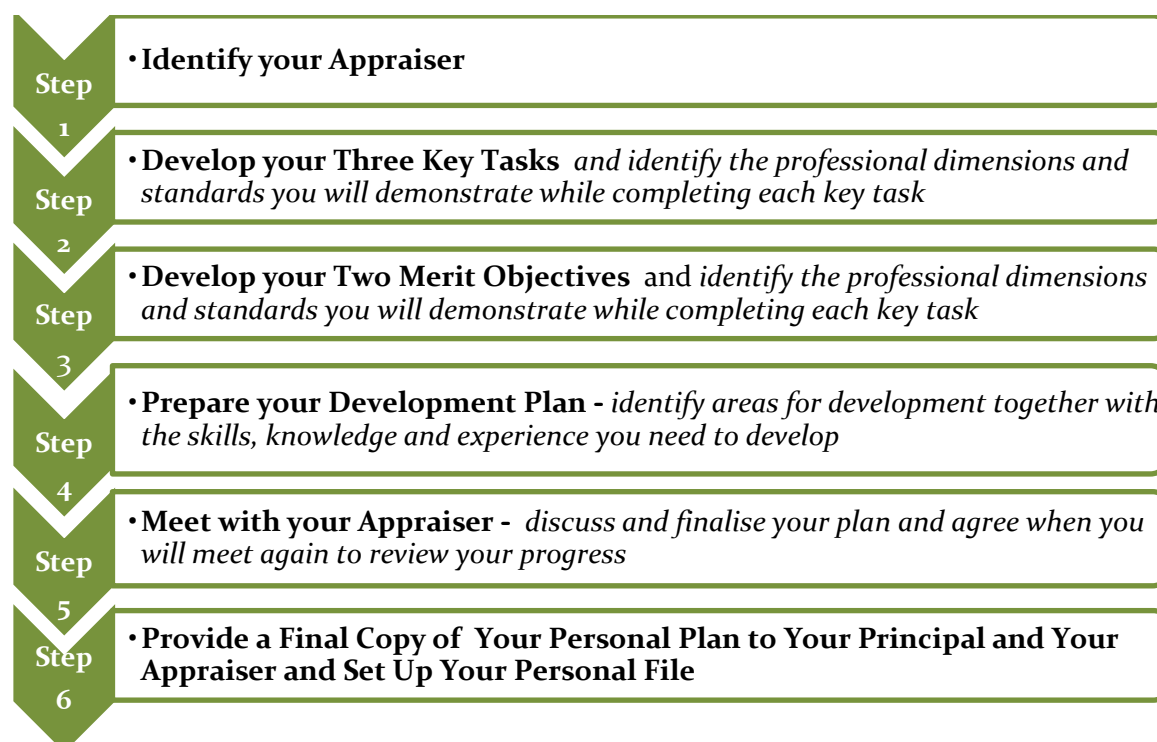 Step
1
•Identify your Appraiser
Step
2
•Develop your Three Key Tasks and identify the professional dimensions and
standards you will demonstrate while completing each key task
Step
3
•Develop your Two Merit Objectives and identify the professional dimensions
and standards you will demonstrate while completing each key task
Step
4
•Prepare your Development Plan - identify areas for development together with
the skills, knowledge and experience you need to develop
Step
5
•Meet with your Appraiser - discuss and finalise your plan and agree when you
will meet again to review your progress
Step
6
•Provide a Final Copy of Your Personal Plan to Your Principal and Your
Appraiser and Set Up Your Personal File